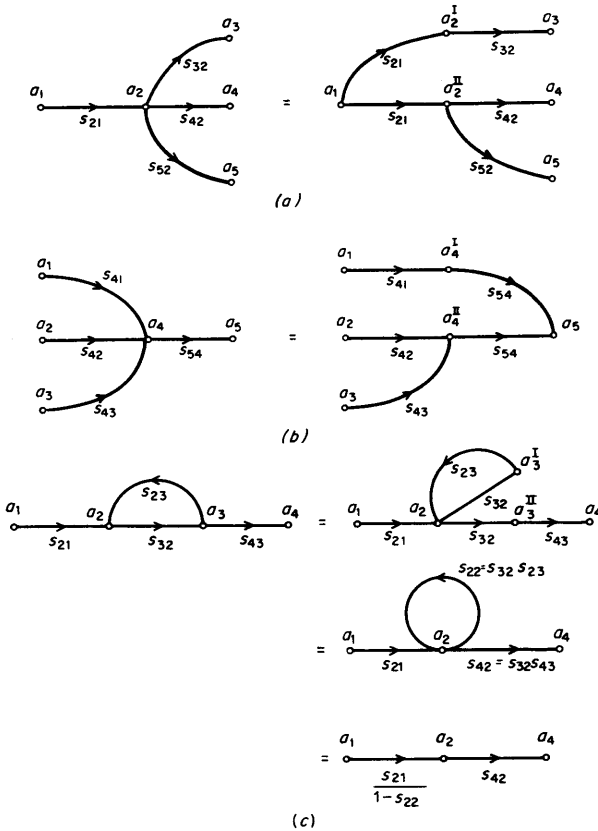 a₃
s₃₂
a₁ a₂ a₄
s₂₁ s₄₂
s₅₂
a₅
=
a₂ᴵ a₃
s₂₁ s₃₂
a₁ a₂ᴵᴵ a₄
s₂₁ s₄₂
s₅₂
a₅
(a)
a₁
s₄₁
a₂ a₄ a₅
s₄₂ s₅₄
a₃
s₄₃
=
a₁ a₄ᴵ
s₄₁ s₅₄
a₂ a₄ᴵᴵ a₅
s₄₂ s₅₄
a₃
s₄₃
(b)
s₂₃
a₁ a₂ a₃ a₄
s₂₁ s₃₂ s₄₃
=
s₂₃ a₃ᴵ
s₃₂
a₁ a₂ a₃ᴵᴵ a₄
s₂₁ s₃₂ s₄₃
s₂₂=s₃₂ s₂₃
=
a₁ a₂ a₄
s₂₁ s₄₂ = s₃₂s₄₃
=
a₁ a₂ a₄
s₂₁ s₄₂
1−s₂₂
(c)